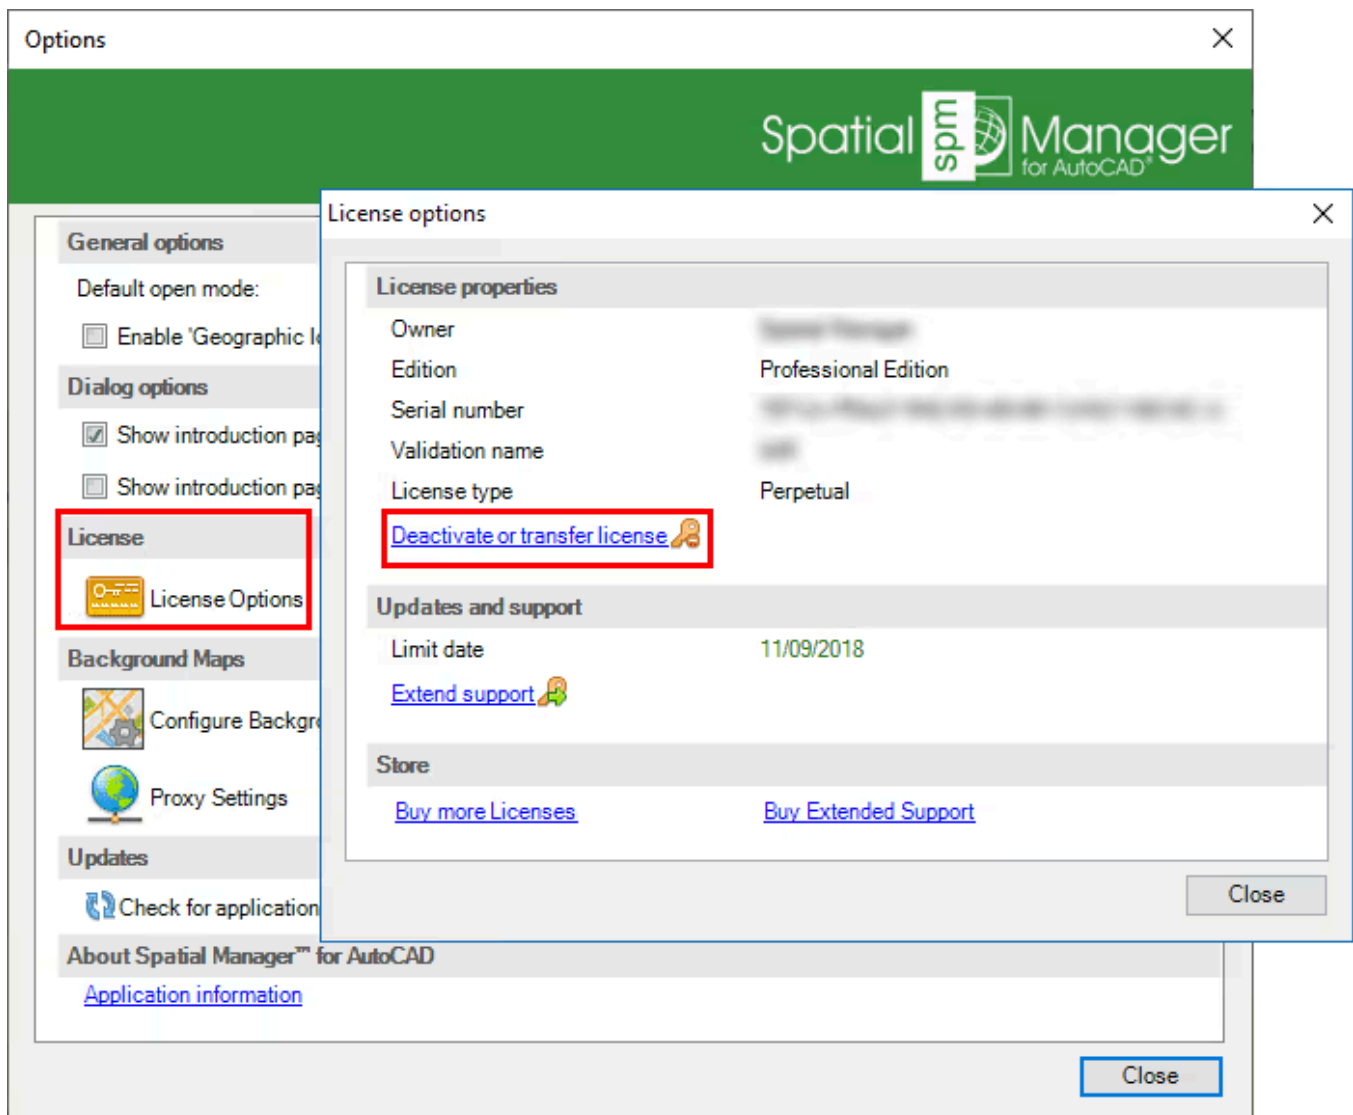 Options
Spatial spm Manager
for AutoCAD®
License options
General options
Default open mode:
Enable 'Geographic
Dialog options
Show introduction
Show introduction
License
License Options
Background Maps
Configure
Proxy Settings
Updates
Check for application
About Spatial Manager™ for AutoCAD
Application information
Close
License properties
Owner
Edition Professional Edition
Serial number
Validation name
License type Perpetual
Deactivate or transfer license
Updates and support
Limit date 11/09/2018
Extend support
Store
Buy more Licenses Buy Extended Support
Close